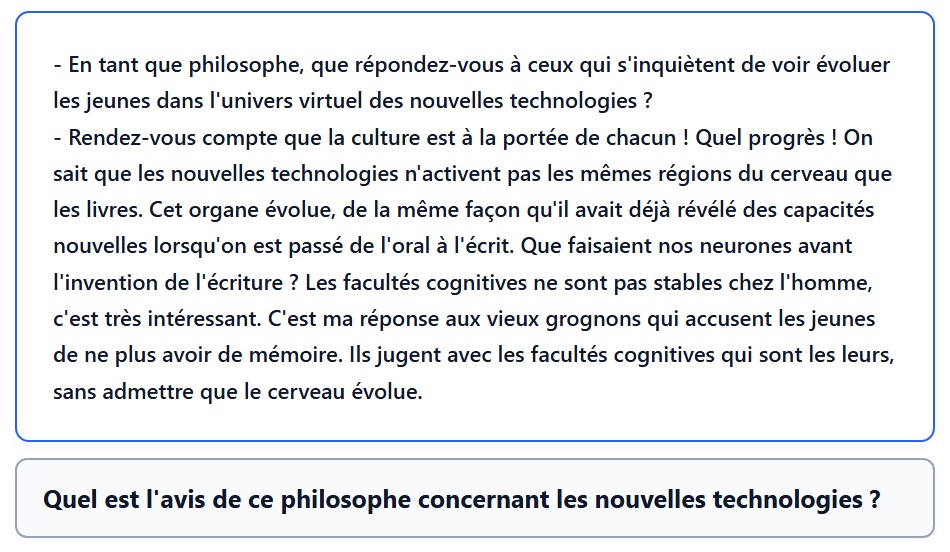 - En tant que philosophe, que répondez-vous à ceux qui s'inquiètent de voir évoluer
les jeunes dans l'univers virtuel des nouvelles technologies ?
- Rendez-vous compte que la culture est à la portée de chacun ! Quel progrès ! On
sait que les nouvelles technologies n'activent pas les mêmes régions du cerveau que
les livres. Cet organe évolue, de la même façon qu'il avait déjà révélé des capacités
nouvelles lorsqu'on est passé de l'oral à l'écrit. Que faisaient nos neurones avant
l'invention de l'écriture ? Les facultés cognitives ne sont pas stables chez l'homme,
c'est très intéressant. C'est ma réponse aux vieux grognons qui accusent les jeunes
de ne plus avoir de mémoire. Ils jugent avec les facultés cognitives qui sont les leurs,
sans admettre que le cerveau évolue.
Quel est l'avis de ce philosophe concernant les nouvelles technologies ?